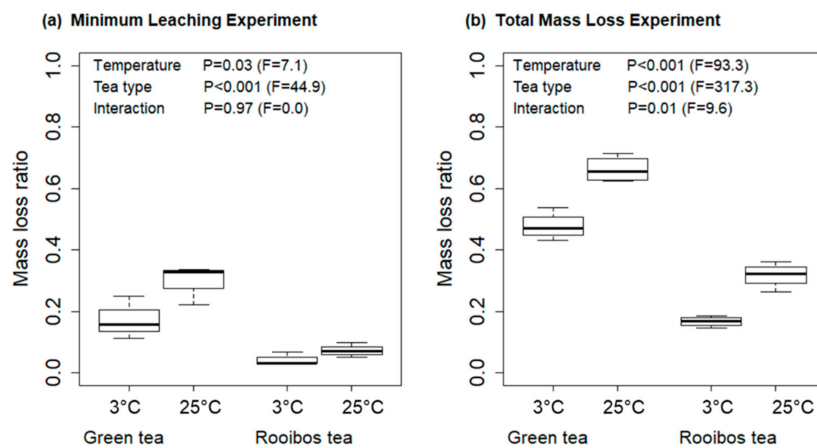 (a) Minimum Leaching Experiment
Temperature P=0.03 (F=7.1)
Tea type P<0.001 (F=44.9)
Interaction P=0.97 (F=0.0)
Mass loss ratio
1.0
0.8
0.6
0.4
0.2
0.0
3°C 25°C 3°C 25°C
Green tea Rooibos tea
(b) Total Mass Loss Experiment
Temperature P<0.001 (F=93.3)
Tea type P<0.001 (F=317.3)
Interaction P=0.01 (F=9.6)
Mass loss ratio
1.0
0.8
0.6
0.4
0.2
0.0
3°C 25°C 3°C 25°C
Green tea Rooibos tea